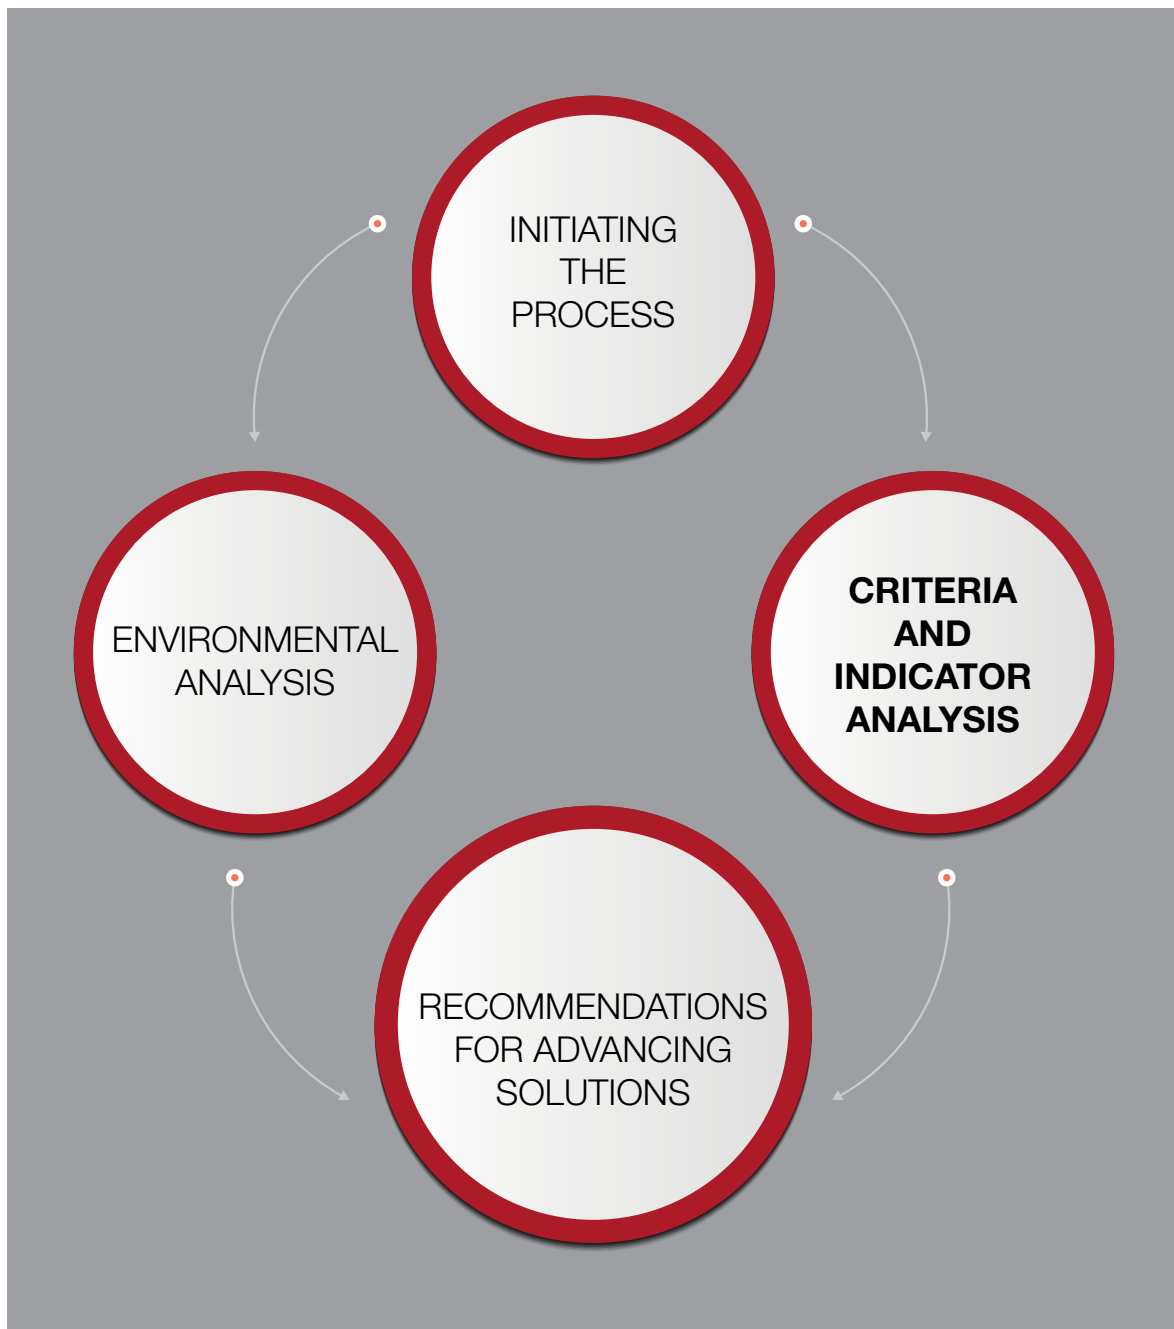 INITIATING
THE
PROCESS
ENVIRONMENTAL
ANALYSIS
CRITERIA
AND
INDICATOR
ANALYSIS
RECOMMENDATIONS
FOR ADVANCING
SOLUTIONS